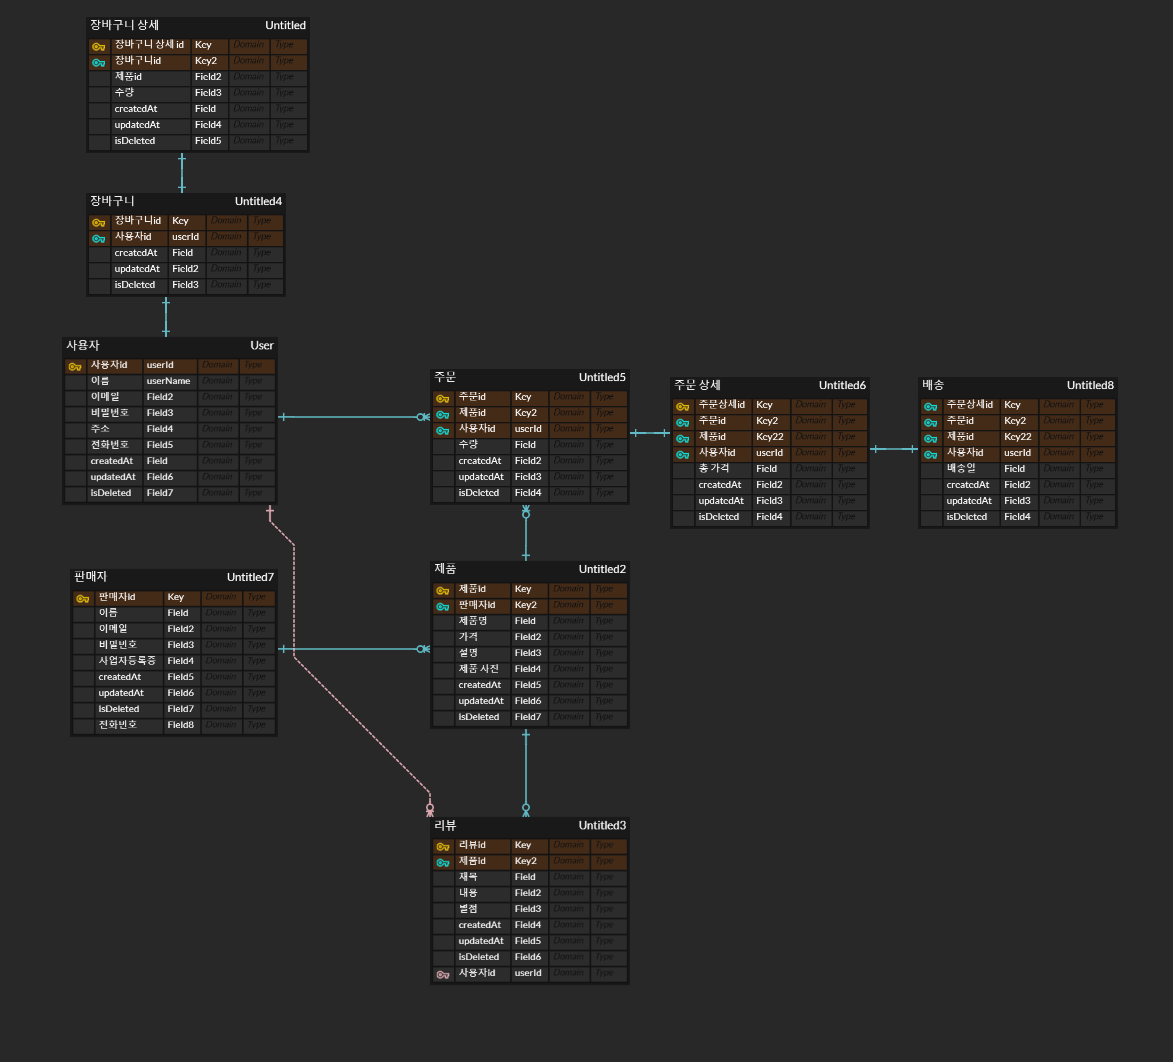 장바구니 상세 Untitled
장바구니 상세 id Key Domain Type
장바구니id Key2 Domain Type
제품id Field2 Domain Type
수량 Field3 Domain Type
createdAt Field Domain Type
updatedAt Field4 Domain Type
isDeleted Field5 Domain Type
장바구니 Untitled4
장바구니id Key Domain Type
사용자id userId Domain Type
createdAt Field Domain Type
updatedAt Field2 Domain Type
isDeleted Field3 Domain Type
사용자 User
사용자id userId Domain Type
이름 userName Domain Type
이메일 Field2 Domain Type
비밀번호 Field3 Domain Type
주소 Field4 Domain Type
전화번호 Field5 Domain Type
createdAt Field Domain Type
updatedAt Field6 Domain Type
isDeleted Field7 Domain Type
주문 Untitled5
주문id Key Domain Type
제품id Key2 Domain Type
사용자id userId Domain Type
수량 Field Domain Type
createdAt Field2 Domain Type
updatedAt Field3 Domain Type
isDeleted Field4 Domain Type
주문 상세 Untitled6
주문상세id Key Domain Type
주문id Key2 Domain Type
제품id Key22 Domain Type
사용자id userId Domain Type
총 가격 Field Domain Type
createdAt Field2 Domain Type
updatedAt Field3 Domain Type
isDeleted Field4 Domain Type
배송 Untitled8
주문상세id Key Domain Type
주문id Key2 Domain Type
제품id Key22 Domain Type
사용자id userId Domain Type
배송일 Field Domain Type
createdAt Field2 Domain Type
updatedAt Field3 Domain Type
isDeleted Field4 Domain Type
판매자 Untitled7
판매자id Key Domain Type
이름 Field Domain Type
이메일 Field2 Domain Type
비밀번호 Field3 Domain Type
사업자등록증 Field4 Domain Type
createdAt Field5 Domain Type
updatedAt Field6 Domain Type
isDeleted Field7 Domain Type
전화번호 Field8 Domain Type
제품 Untitled2
제품id Key Domain Type
판매자id Key2 Domain Type
제품명 Field Domain Type
가격 Field2 Domain Type
설명 Field3 Domain Type
제품 사진 Field4 Domain Type
createdAt Field5 Domain Type
updatedAt Field6 Domain Type
isDeleted Field7 Domain Type
리뷰 Untitled3
리뷰id Key Domain Type
제품id Key2 Domain Type
재목 Field Domain Type
내용 Field2 Domain Type
별점 Field3 Domain Type
createdAt Field4 Domain Type
updatedAt Field5 Domain Type
isDeleted Field6 Domain Type
사용자id userId Domain Type